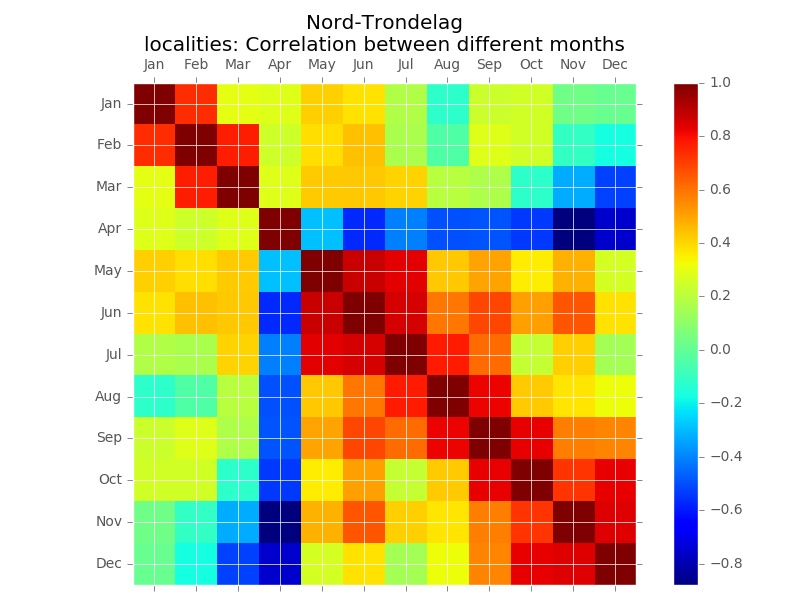 Nord-Trondelag
localities: Correlation between different months
Jan Feb Mar Apr May Jun Jul Aug Sep Oct Nov Dec
Jan
Feb
Mar
Apr
May
Jun
Jul
Aug
Sep
Oct
Nov
Dec
1.0
0.8
0.6
0.4
0.2
0.0
−0.2
−0.4
−0.6
−0.8